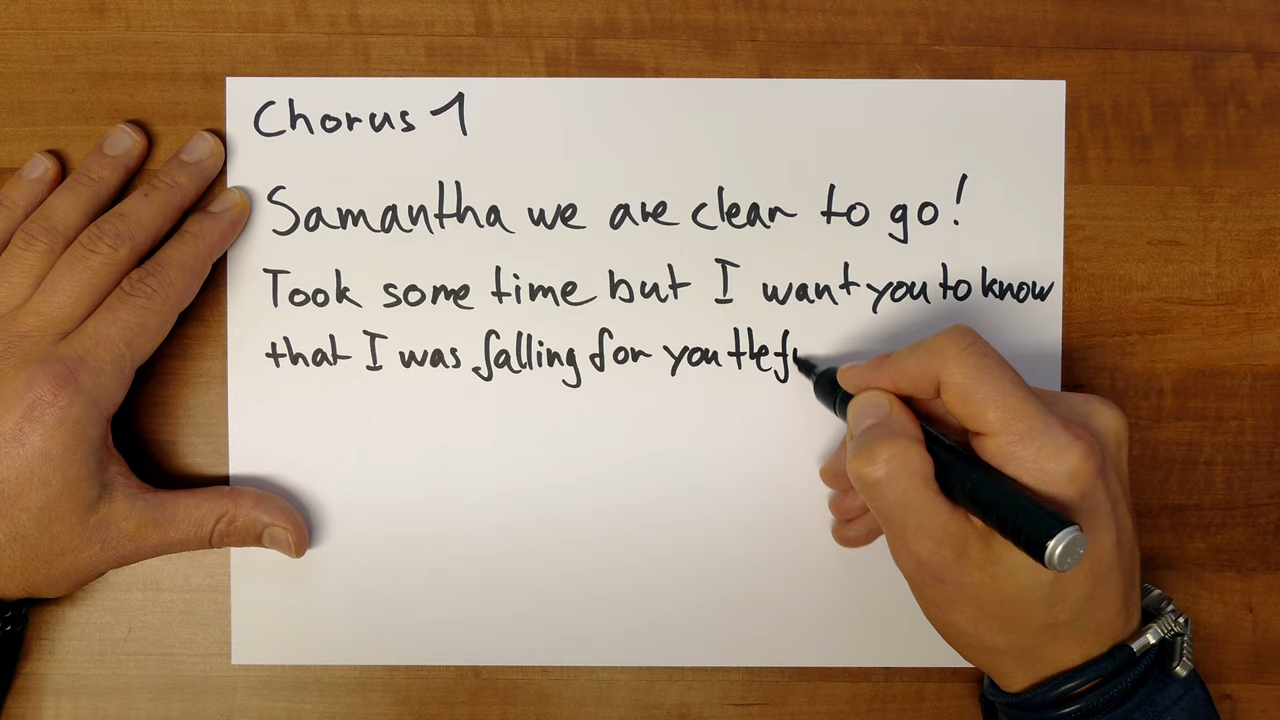 Chorus 1
Samantha we are clear to go!
Took some time but I want you to know
that I was falling for you the